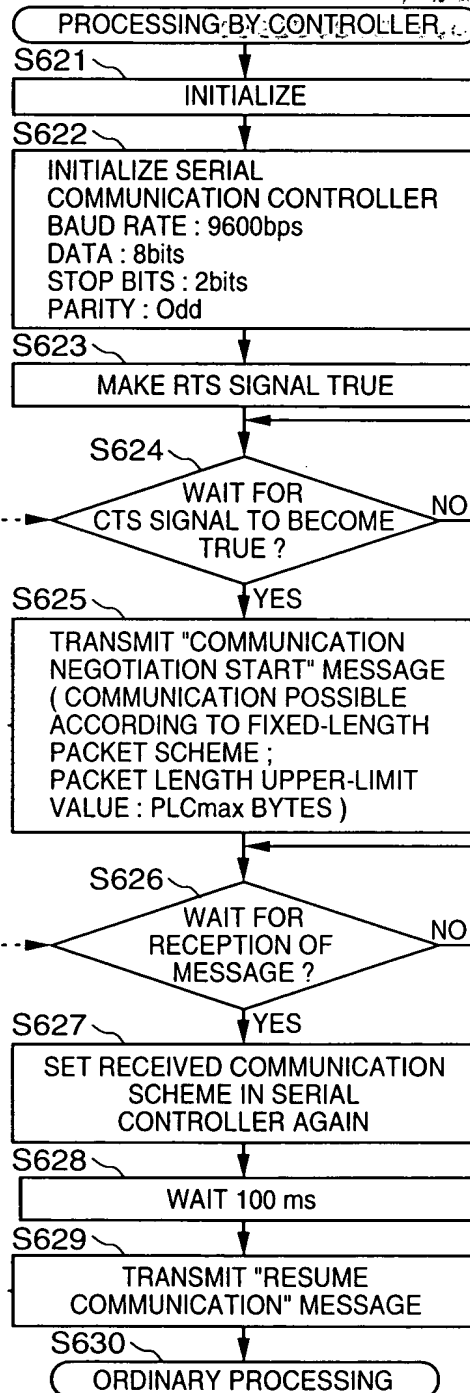 PROCESSING BY CONTROLLER
S621
INITIALIZE
S622
INITIALIZE SERIAL
COMMUNICATION CONTROLLER
BAUD RATE : 9600bps
DATA : 8bits
STOP BITS : 2bits
PARITY : Odd
S623
MAKE RTS SIGNAL TRUE
S624
WAIT FOR
CTS SIGNAL TO BECOME
TRUE ?
NO
YES
S625
TRANSMIT "COMMUNICATION
NEGOTIATION START" MESSAGE
( COMMUNICATION POSSIBLE
ACCORDING TO FIXED-LENGTH
PACKET SCHEME ;
PACKET LENGTH UPPER-LIMIT
VALUE : PLCmax BYTES )
S626
WAIT FOR
RECEPTION OF
MESSAGE ?
NO
YES
S627
SET RECEIVED COMMUNICATION
SCHEME IN SERIAL
CONTROLLER AGAIN
S628
WAIT 100 ms
S629
TRANSMIT "RESUME
COMMUNICATION" MESSAGE
S630
ORDINARY PROCESSING